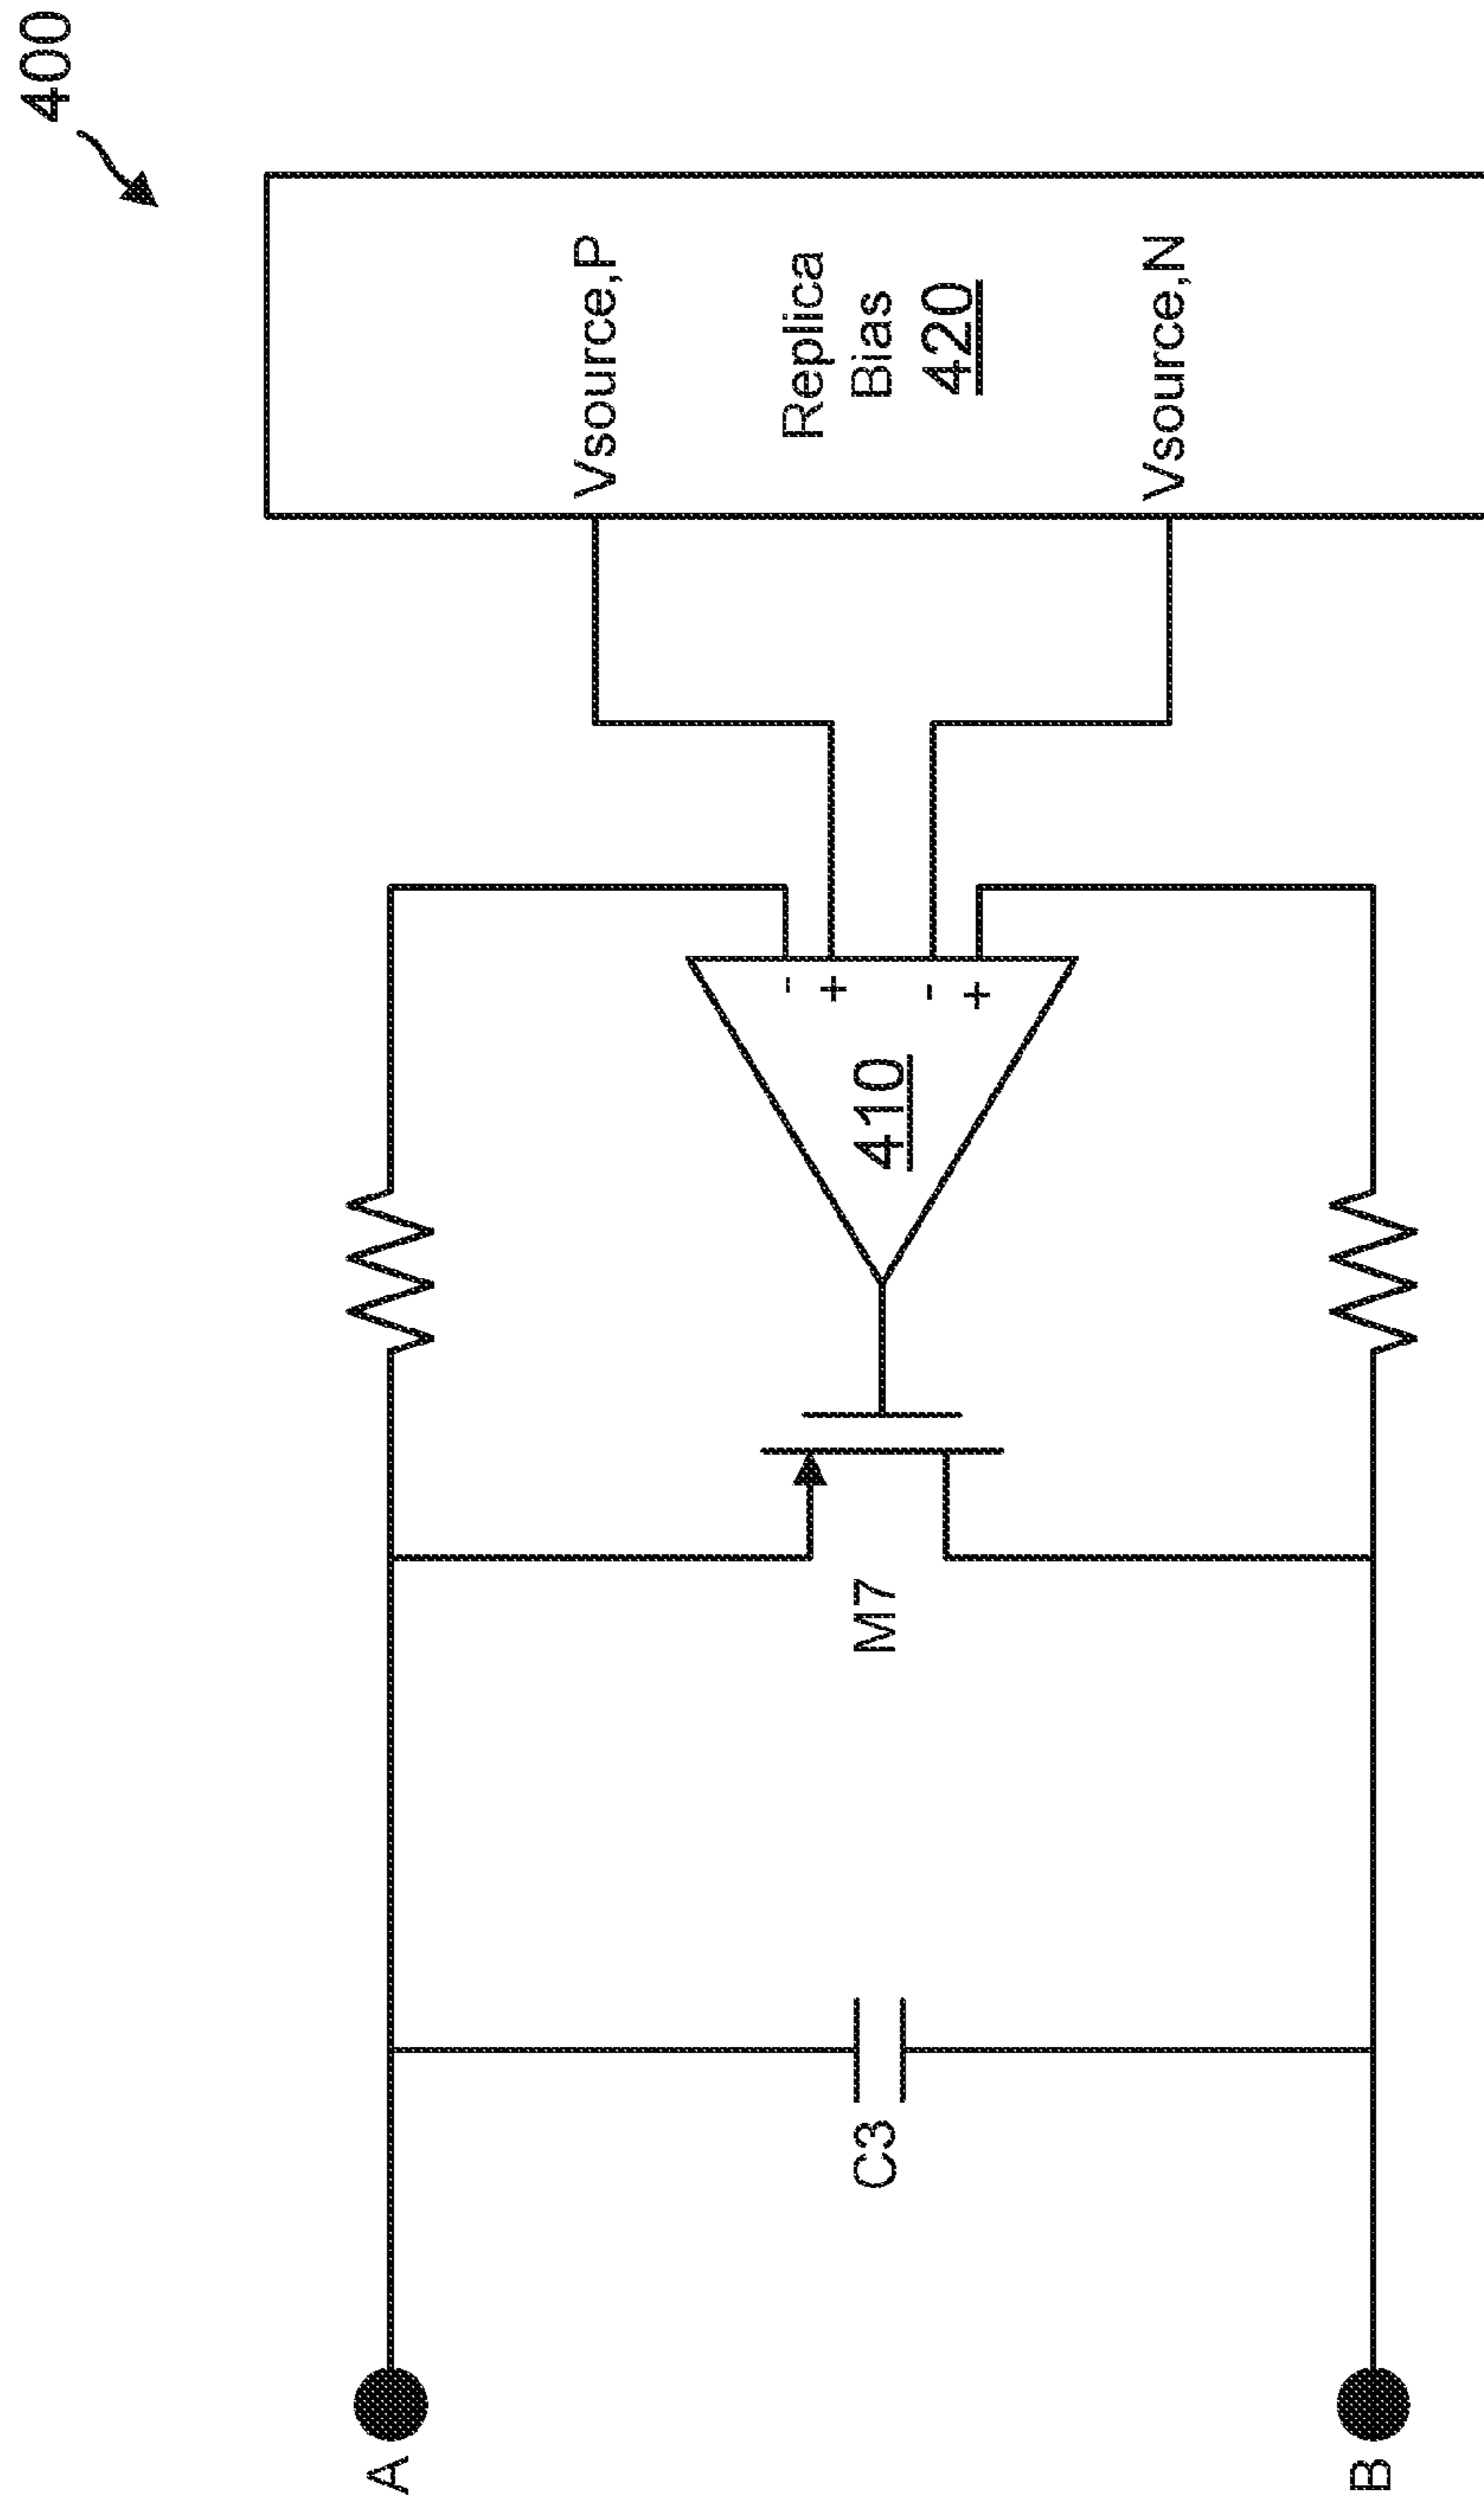 400
Vsource,P
Replica
Bias
420
Vsource,N
-
+
-
+
410
M7
C3
A
B